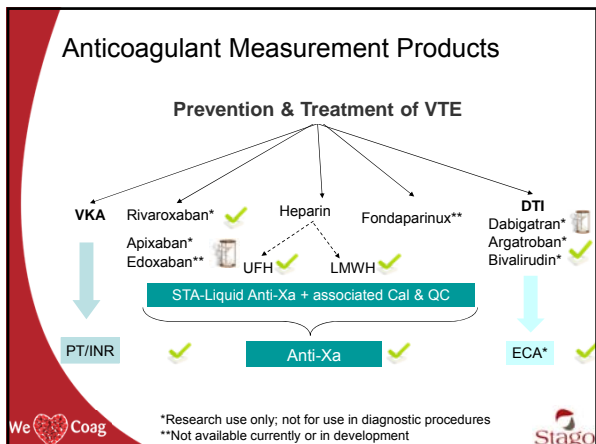 Anticoagulant Measurement Products
Prevention & Treatment of VTE
VKA
Rivaroxaban*
Apixaban*
Edoxaban**
Heparin
UFH
LMWH
Fondaparinux**
DTI
Dabigatran*
Argatroban*
Bivalirudin*
STA-Liquid Anti-Xa + associated Cal & QC
PT/INR
Anti-Xa
ECA*
*Research use only; not for use in diagnostic procedures
**Not available currently or in development
We Coag
Stago